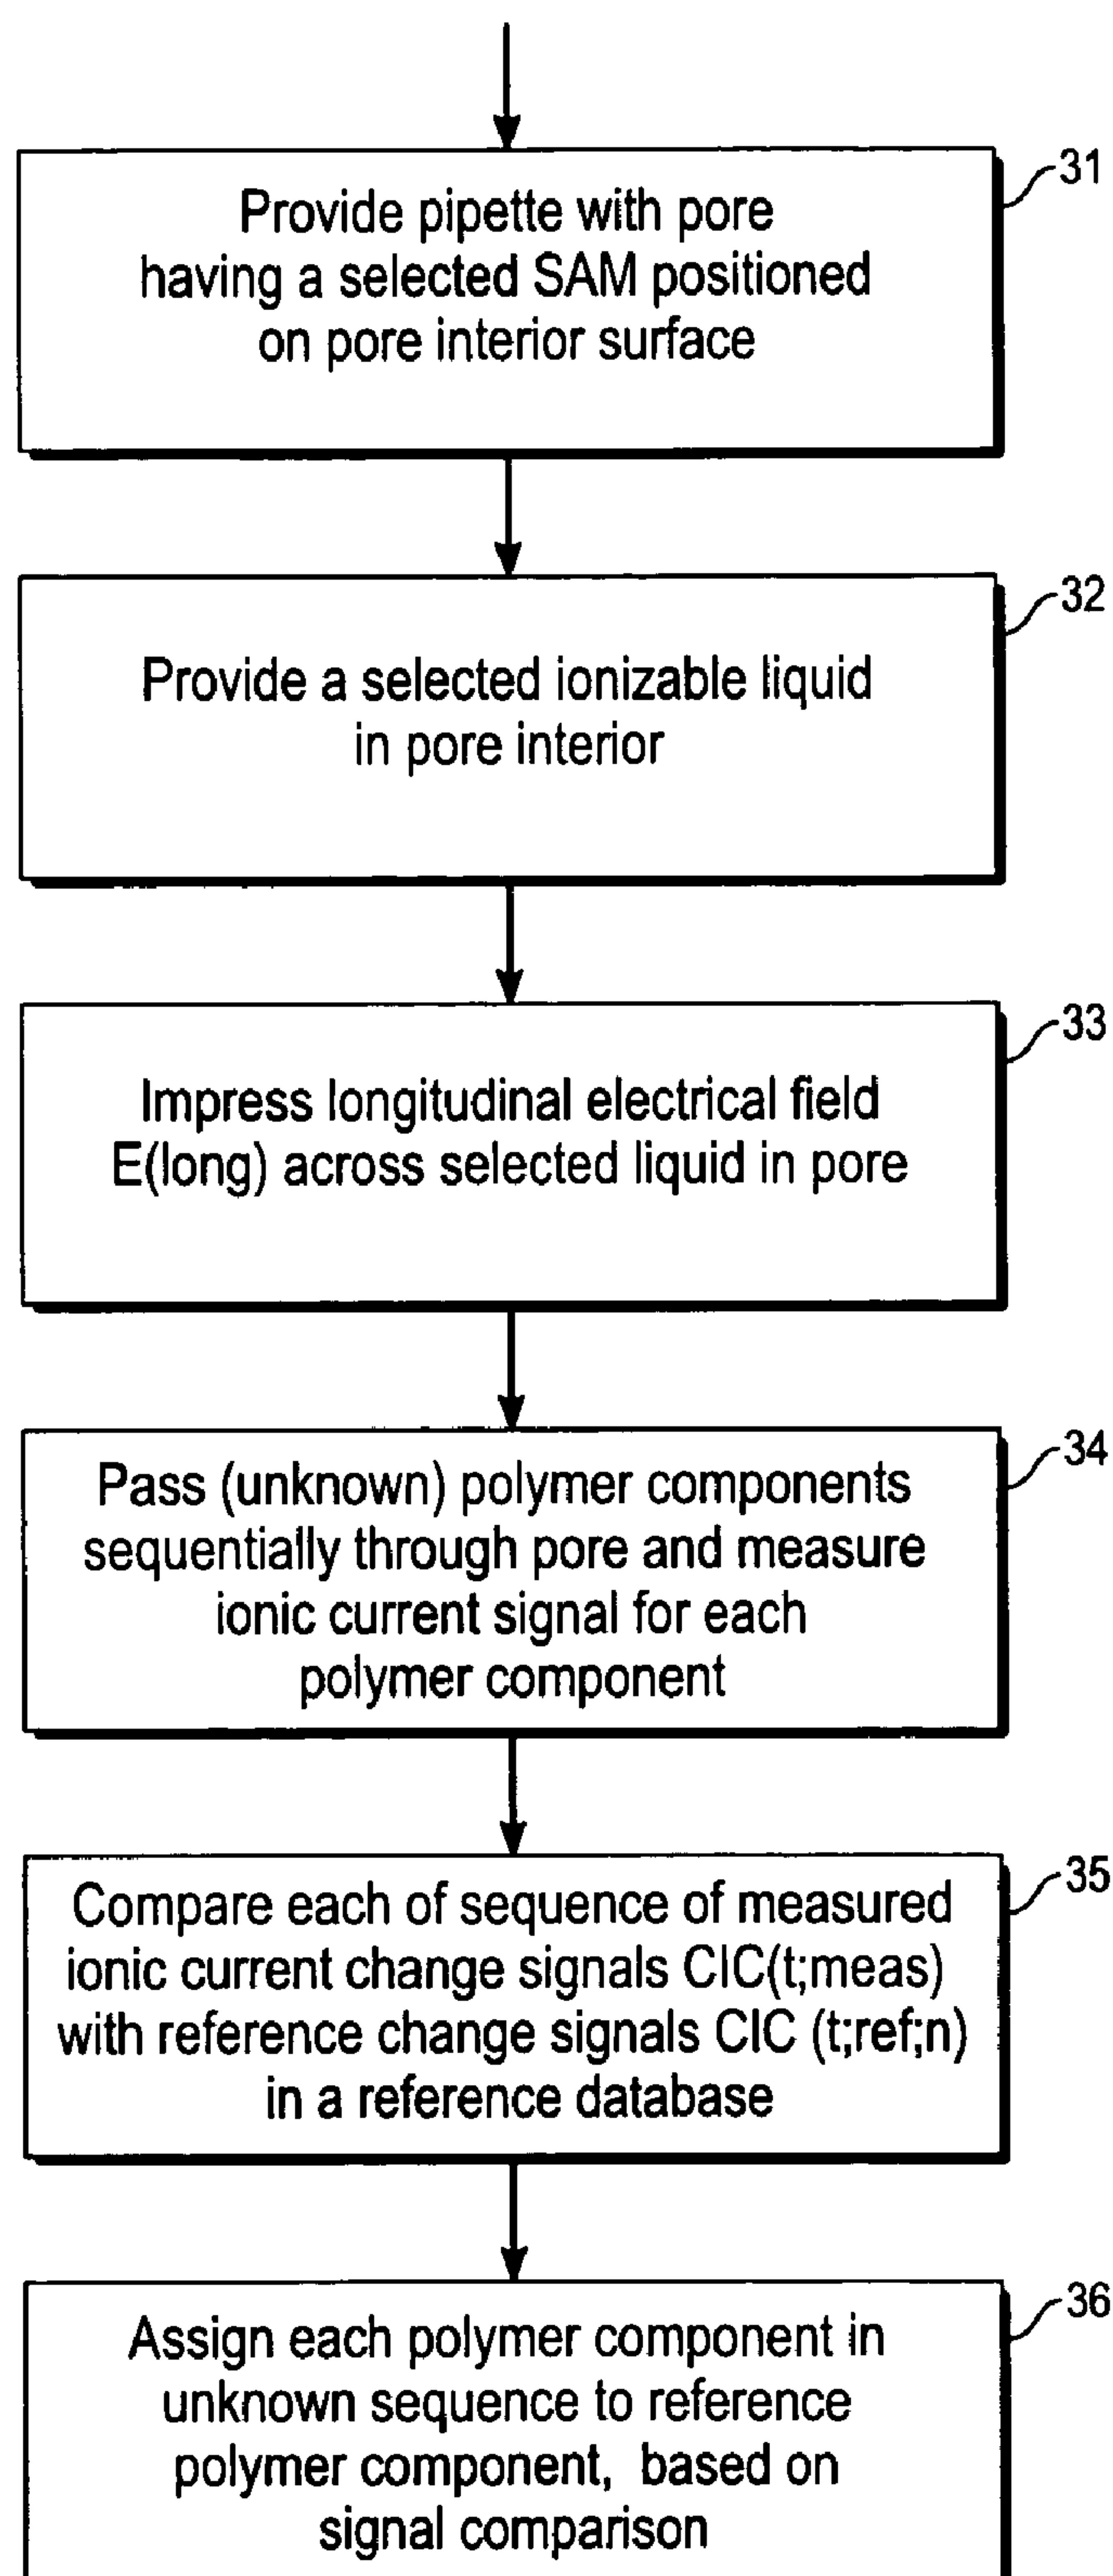 31
Provide pipette with pore
having a selected SAM positioned
on pore interior surface
32
Provide a selected ionizable liquid
in pore interior
33
Impress longitudinal electrical field
E(long) across selected liquid in pore
34
Pass (unknown) polymer components
sequentially through pore and measure
ionic current signal for each
polymer component
35
Compare each of sequence of measured
ionic current change signals CIC(t;meas)
with reference change signals CIC (t;ref;n)
in a reference database
36
Assign each polymer component in
unknown sequence to reference
polymer component, based on
signal comparison